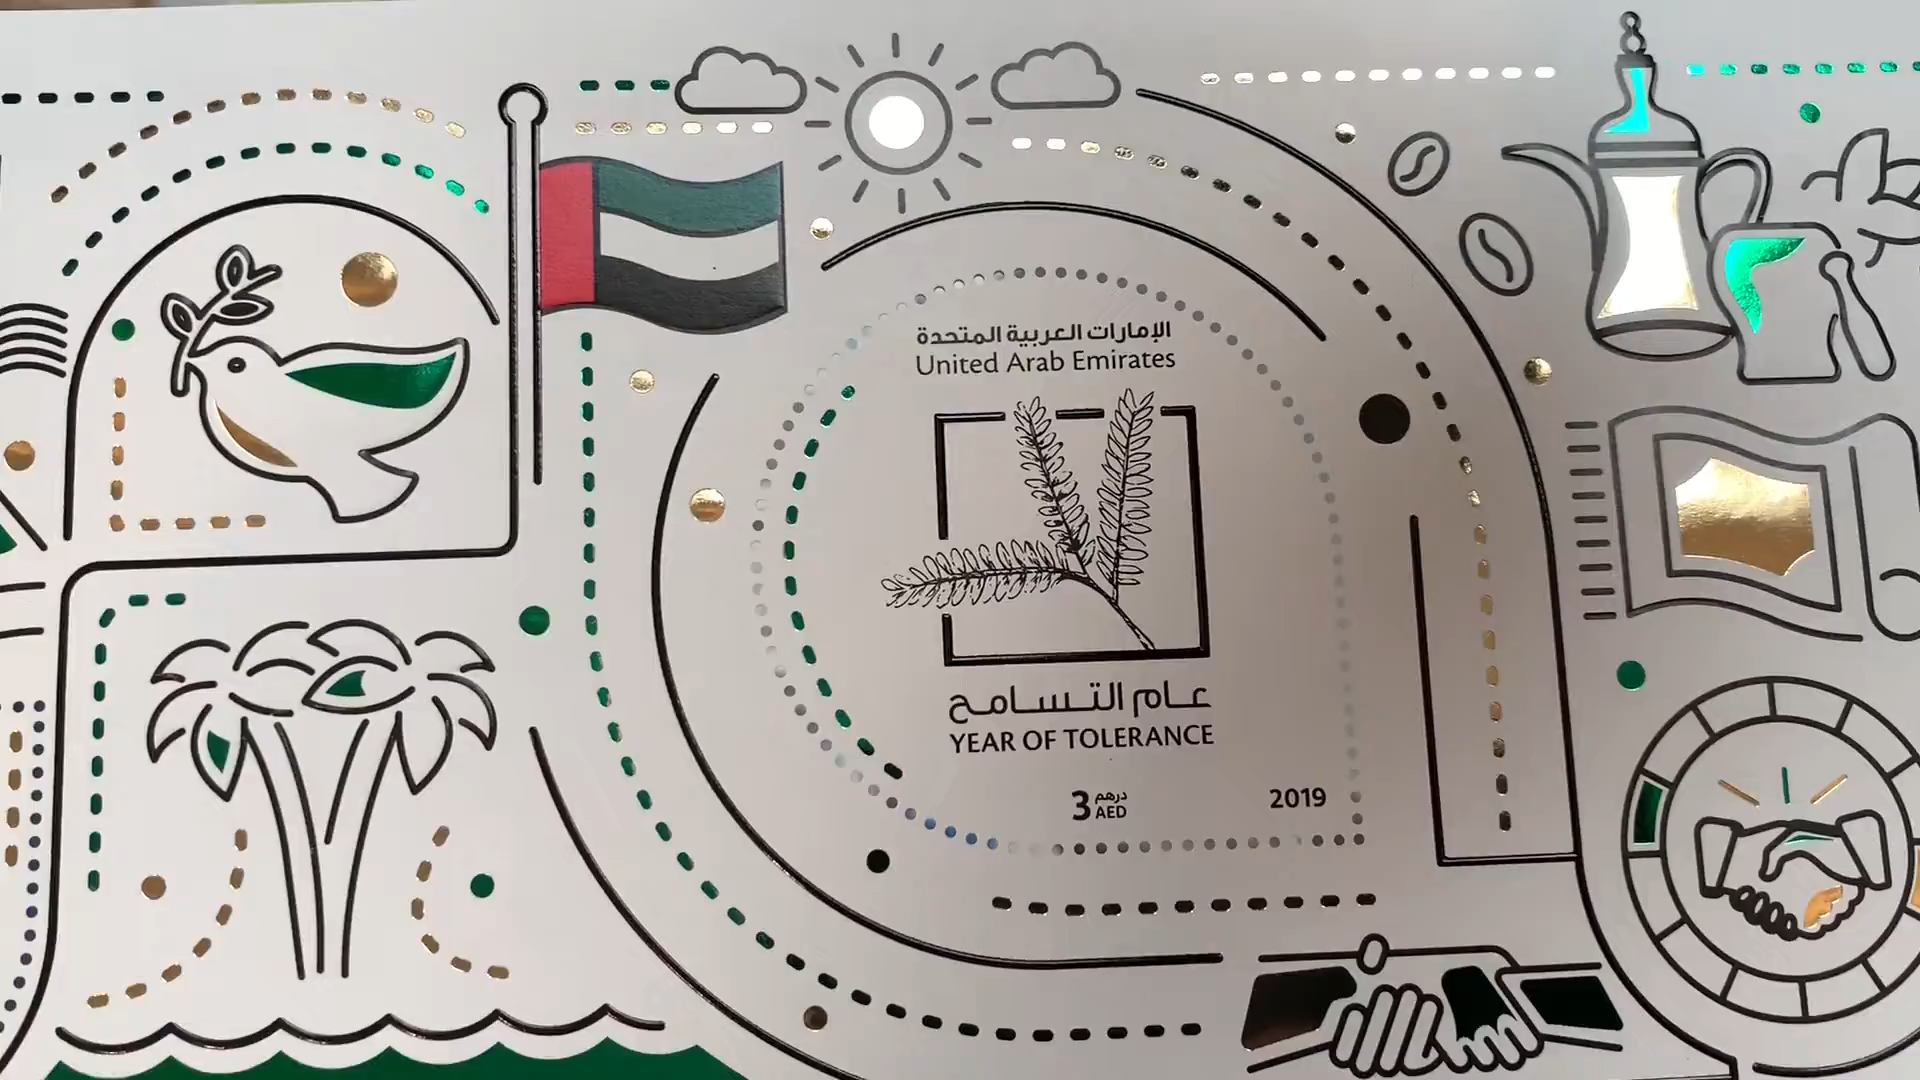 الإمارات العربية المتحدة
United Arab Emirates
عام التسامح
YEAR OF TOLERANCE
3 درهم AED
2019